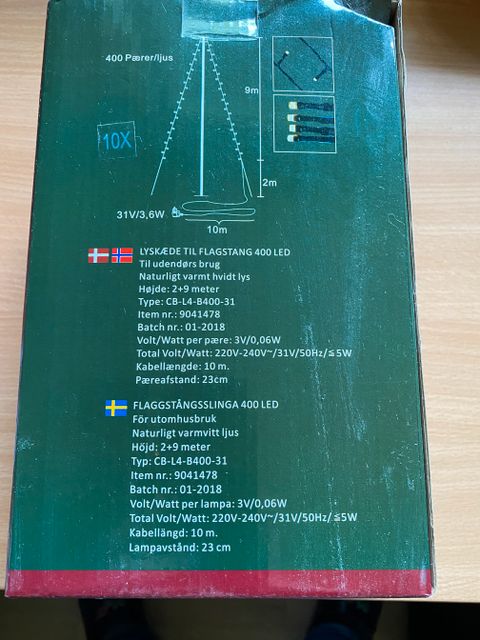 400 Pærer/ljus
9m
10X
2m
31V/3,6W
10m
LYSKÆDE TIL FLAGSTANG 400 LED
Til udendørs brug
Naturligt varmt hvidt lys
Højde: 2+9 meter
Type: CB-L4-B400-31
Item nr.: 9041478
Batch nr.: 01-2018
Volt/Watt per pære: 3V/0,06W
Total Volt/Watt: 220V-240V~/31V/50Hz/≦5W
Kabellængde: 10 m.
Pæreafstand: 23cm
FLAGGSTÅNGSSLINGA 400 LED
För utomhusbruk
Naturligt varmvitt ljus
Höjd: 2+9 meter
Typ: CB-L4-B400-31
Item nr.: 9041478
Batch nr.: 01-2018
Volt/Watt per lampa: 3V/0,06W
Total Volt/Watt: 220V-240V~/31V/50Hz/≦5W
Kabellängd: 10 m.
Lampavstånd: 23 cm